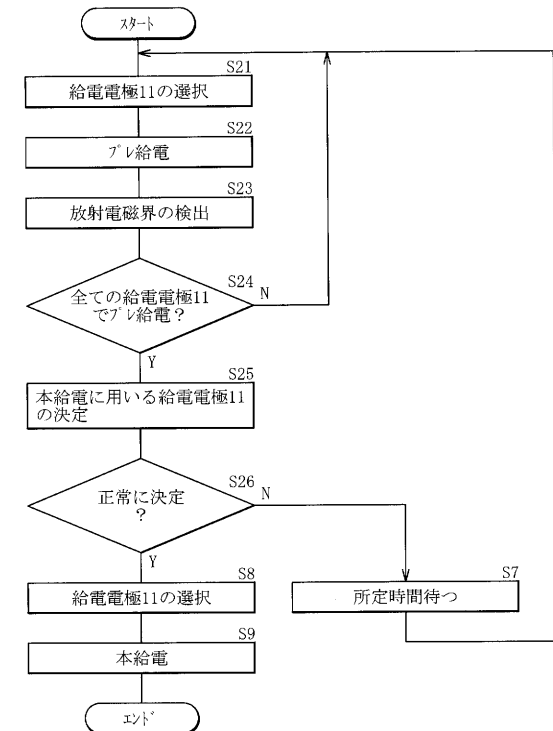 ｽﾀｰﾄ
S21
給電電極11の選択
S22
ﾌﾟﾚ給電
S23
放射電磁界の検出
S24
全ての給電電極11
でﾌﾟﾚ給電？
N
Y
S25
本給電に用いる給電電極11
の決定
S26
正常に決定
？
N
Y
S8
給電電極11の選択
S7
所定時間待つ
S9
本給電
ｴﾝﾄﾞ